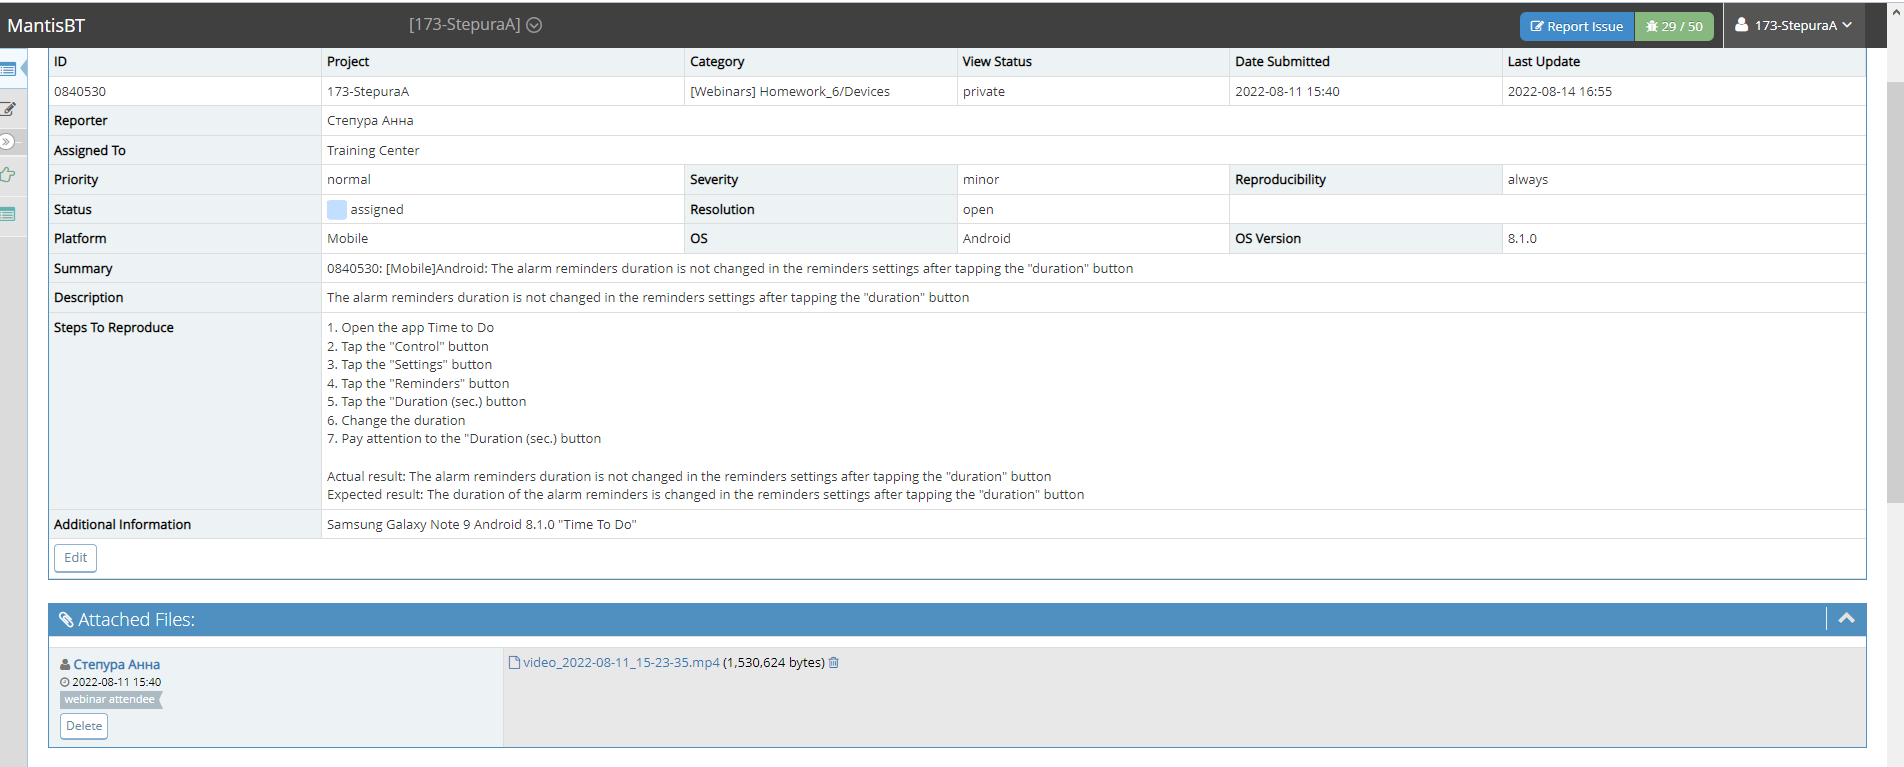 MantisBT [173-StepuraA] Report Issue 29 / 50 173-StepuraA
ID Project Category View Status Date Submitted Last Update
0840530 173-StepuraA [Webinars] Homework_6/Devices private 2022-08-11 15:40 2022-08-14 16:55
Reporter Степура Анна
Assigned To Training Center
Priority normal Severity minor Reproducibility always
Status assigned Resolution open
Platform Mobile OS Android OS Version 8.1.0
Summary 0840530: [Mobile]Android: The alarm reminders duration is not changed in the reminders settings after tapping the "duration" button
Description The alarm reminders duration is not changed in the reminders settings after tapping the "duration" button
Steps To Reproduce 1. Open the app Time to Do
2. Tap the "Control" button
3. Tap the "Settings" button
4. Tap the "Reminders" button
5. Tap the "Duration (sec.) button
6. Change the duration
7. Pay attention to the "Duration (sec.) button
Actual result: The alarm reminders duration is not changed in the reminders settings after tapping the "duration" button
Expected result: The duration of the alarm reminders is changed in the reminders settings after tapping the "duration" button
Additional Information Samsung Galaxy Note 9 Android 8.1.0 "Time To Do"
Edit
Attached Files:
Степура Анна video_2022-08-11_15-23-35.mp4 (1,530,624 bytes)
2022-08-11 15:40
webinar attendee
Delete